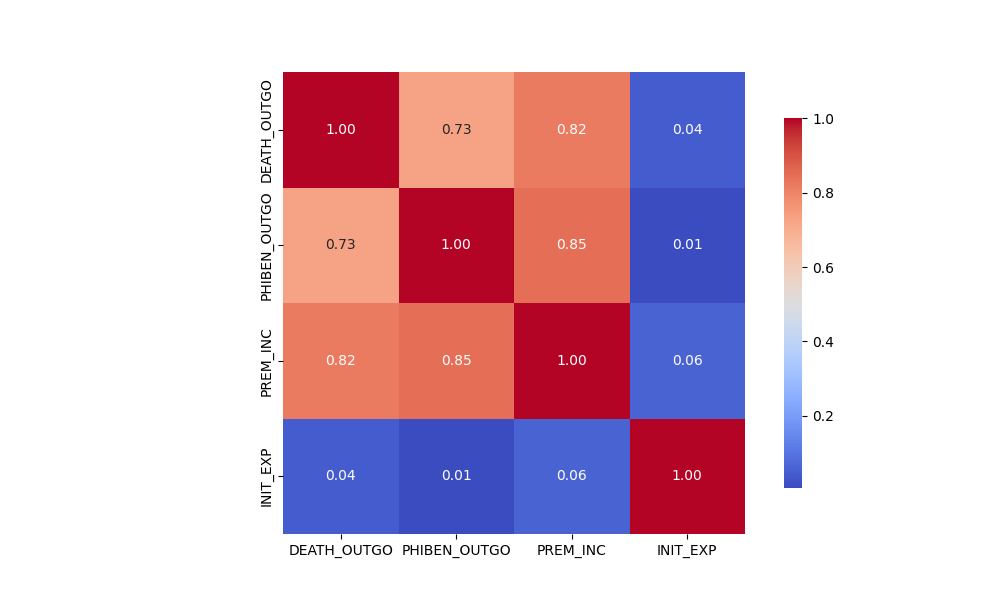 DEATH_OUTGO 1.00 0.73 0.82 0.04
PHIBEN_OUTGO 0.73 1.00 0.85 0.01
PREM_INC 0.82 0.85 1.00 0.06
INIT_EXP 0.04 0.01 0.06 1.00
DEATH_OUTGO PHIBEN_OUTGO PREM_INC INIT_EXP
1.0
0.8
0.6
0.4
0.2